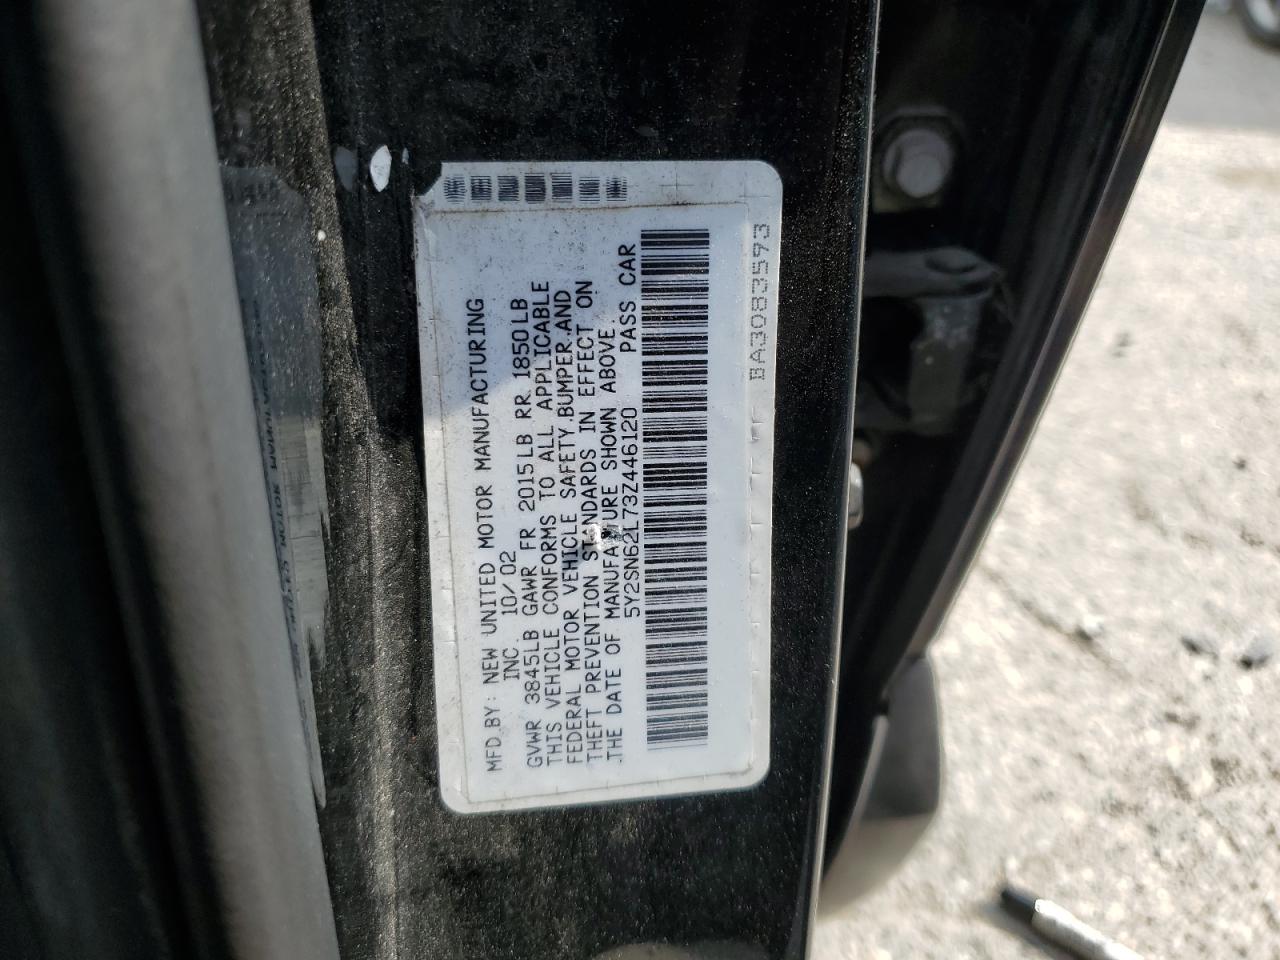 MFD.BY: NEW UNITED MOTOR MANUFACTURING
INC. 10/02
GVWR 3845LB GAWR FR 2015LB RR 1850LB
THIS VEHICLE CONFORMS TO ALL APPLICABLE
FEDERAL MOTOR VEHICLE SAFETY.BUMPER.AND
THEFT PREVENTION STANDARDS IN EFFECT ON
THE DATE OF MANUFACTURE SHOWN ABOVE.
5Y2SN62L73Z446120 PASS CAR
BA3083593